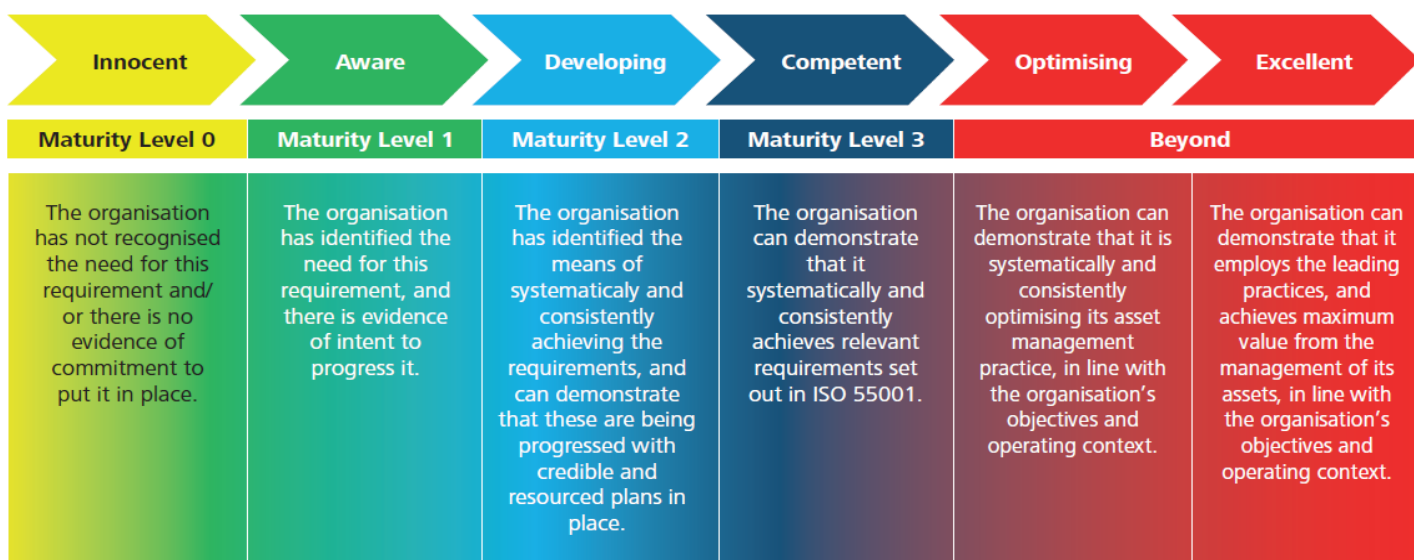 Innocent
Aware
Developing
Competent
Optimising
Excellent
Maturity Level 0
Maturity Level 1
Maturity Level 2
Maturity Level 3
Beyond
The organisation
has not recognised
the need for this
requirement and/
or there is no
evidence of
commitment to
put it in place.
The organisation
has identified the
need for this
requirement, and
there is evidence
of intent to
progress it.
The organisation
has identified the
means of
systematicaly and
consistently
achieving the
requirements, and
can demonstrate
that these are being
progressed with
credible and
resourced plans in
place.
The organisation
can demonstrate
that it
systematically and
consistently
achieves relevant
requirements set
out in ISO 55001.
The organisation can
demonstrate that it is
systematically and
consistently
optimising its asset
management
practice, in line with
the organisation's
objectives and
operating context.
The organisation can
demonstrate that it
employs the leading
practices, and
achieves maximum
value from the
management of its
assets, in line with
the organisation's
objectives and
operating context.